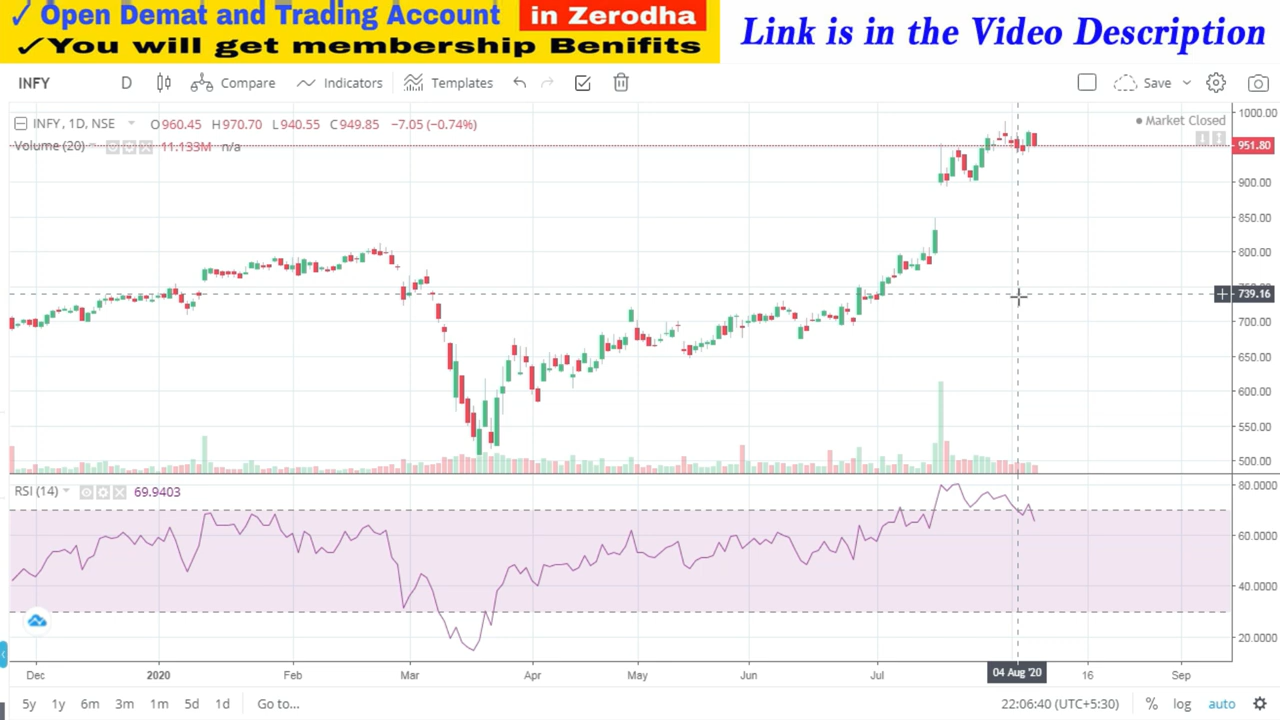 ✓ Open Demat and Trading Account in Zerodha
✓You will get membership Benifits
Link is in the Video Description
INFY D Compare Indicators Templates Save
INFY, 1D, NSE O960.45 H970.70 L940.55 C949.85 −7.05 (−0.74%)
Market Closed
Volume (20) 11.133M n/a
1000.00
951.80
900.00
850.00
800.00
739.16
700.00
650.00
600.00
550.00
500.00
RSI (14) 69.9403
80.0000
60.0000
40.0000
20.0000
Dec 2020 Feb Mar Apr May Jun Jul 04 Aug '20 16 Sep
5y 1y 6m 3m 1m 5d 1d Go to... 22:06:40 (UTC+5:30) % log auto